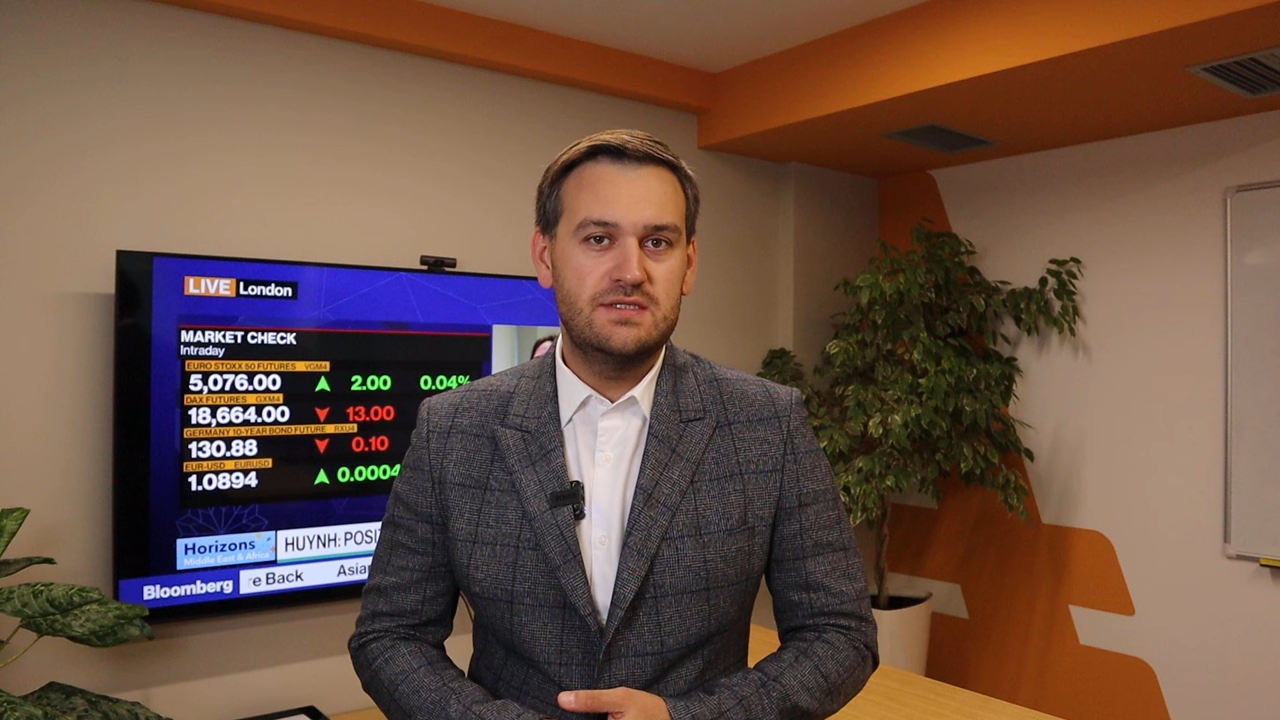 LIVE London
MARKET CHECK
Intraday
EURO STOXX 50 FUTURES VGM4
5,076.00 2.00 0.04%
DAX FUTURES GXM4
18,664.00 13.00
GERMANY 10-YEAR BOND FUTURE RXU4
130.88 0.10
EUR-USD EURUSD
1.0894 0.0004
Horizons
Middle East & Africa
HUYNH: POSIT
Bloomberg
e Back Asia